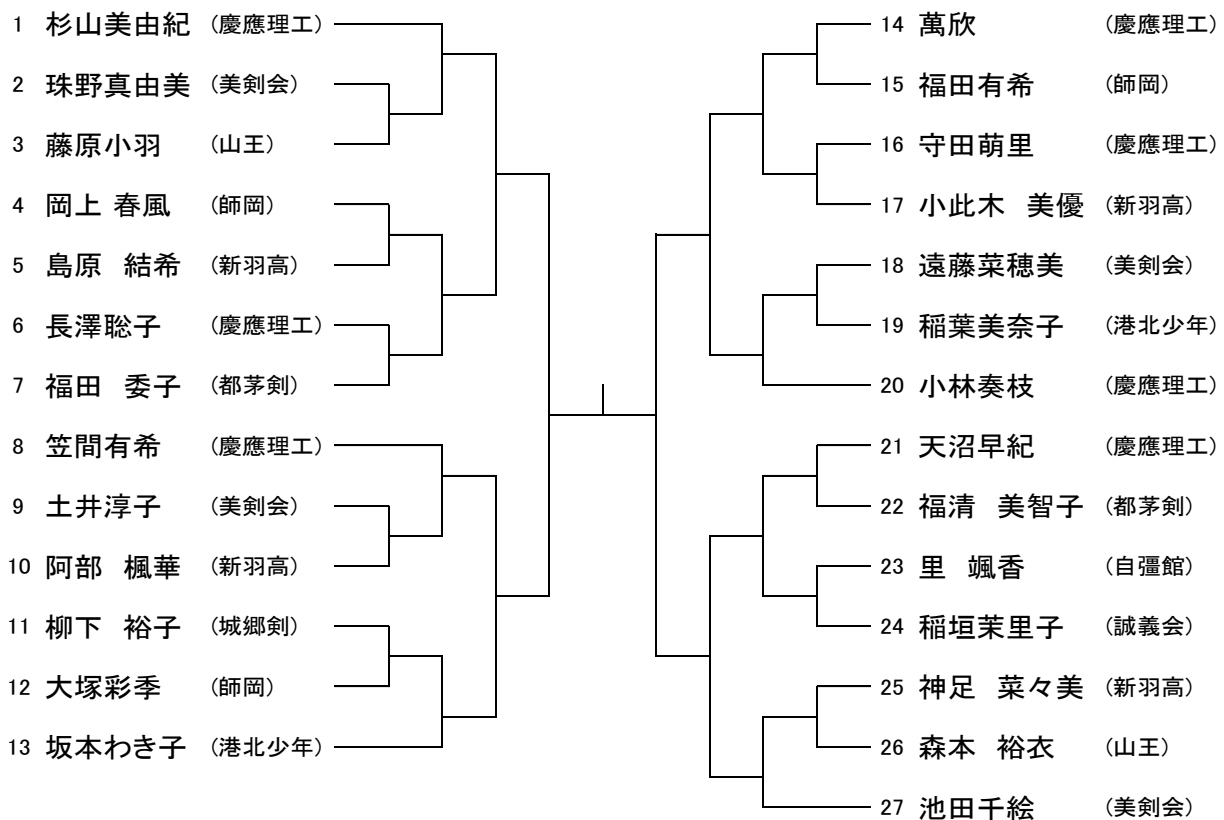 1 杉山美由紀 (慶應理工)
2 珠野真由美 (美剣会)
3 藤原小羽 (山王)
4 岡上 春風 (師岡)
5 島原 結希 (新羽高)
6 長澤聡子 (慶應理工)
7 福田 委子 (都茅剣)
8 笠間有希 (慶應理工)
9 土井淳子 (美剣会)
10 阿部 楓華 (新羽高)
11 柳下 裕子 (城郷剣)
12 大塚彩季 (師岡)
13 坂本わき子 (港北少年)
14 萬欣 (慶應理工)
15 福田有希 (師岡)
16 守田萌里 (慶應理工)
17 小此木 美優 (新羽高)
18 遠藤菜穂美 (美剣会)
19 稲葉美奈子 (港北少年)
20 小林奏枝 (慶應理工)
21 天沼早紀 (慶應理工)
22 福清 美智子 (都茅剣)
23 里 颯香 (自彊館)
24 稲垣茉里子 (誠義会)
25 神足 菜々美 (新羽高)
26 森本 裕衣 (山王)
27 池田千絵 (美剣会)